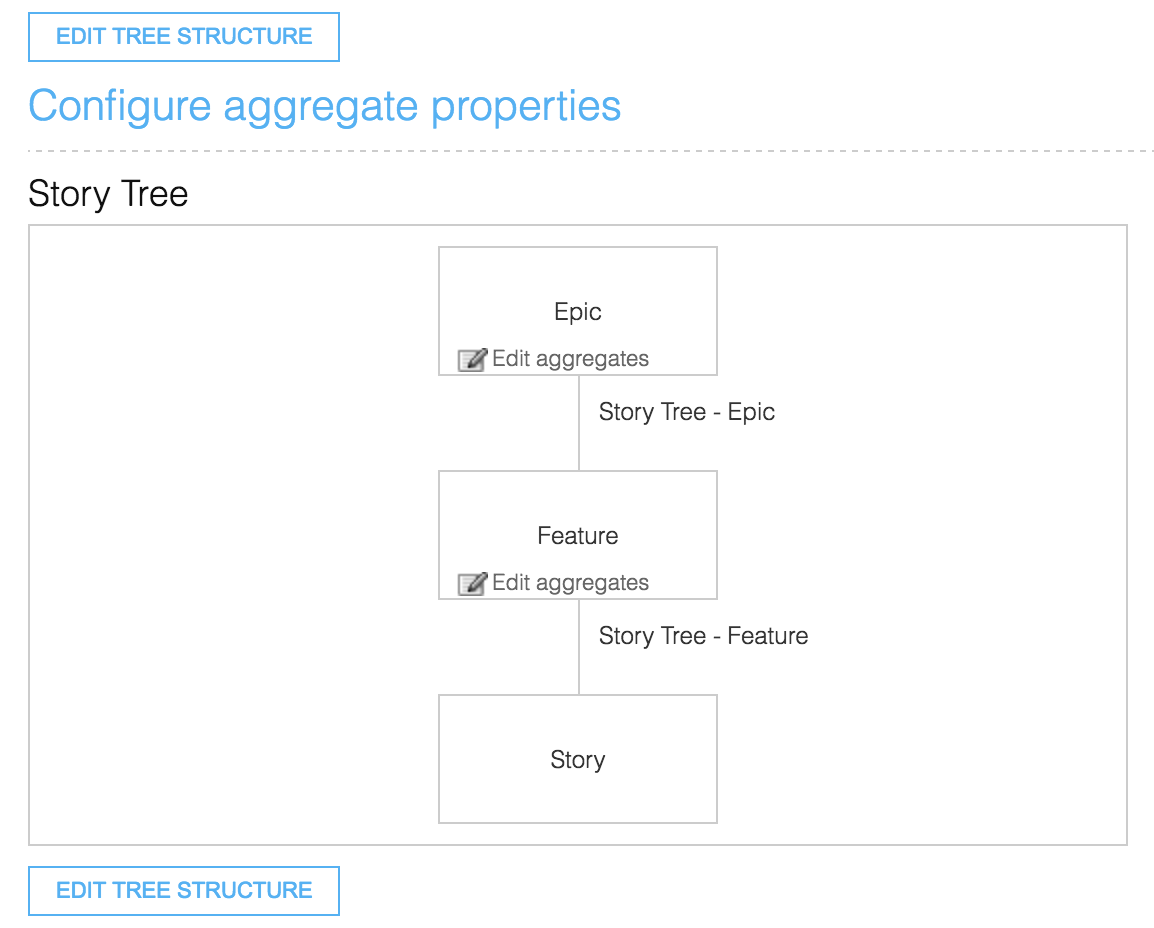 EDIT TREE STRUCTURE
Configure aggregate properties
Story Tree
Epic
Edit aggregates
Story Tree - Epic
Feature
Edit aggregates
Story Tree - Feature
Story
EDIT TREE STRUCTURE